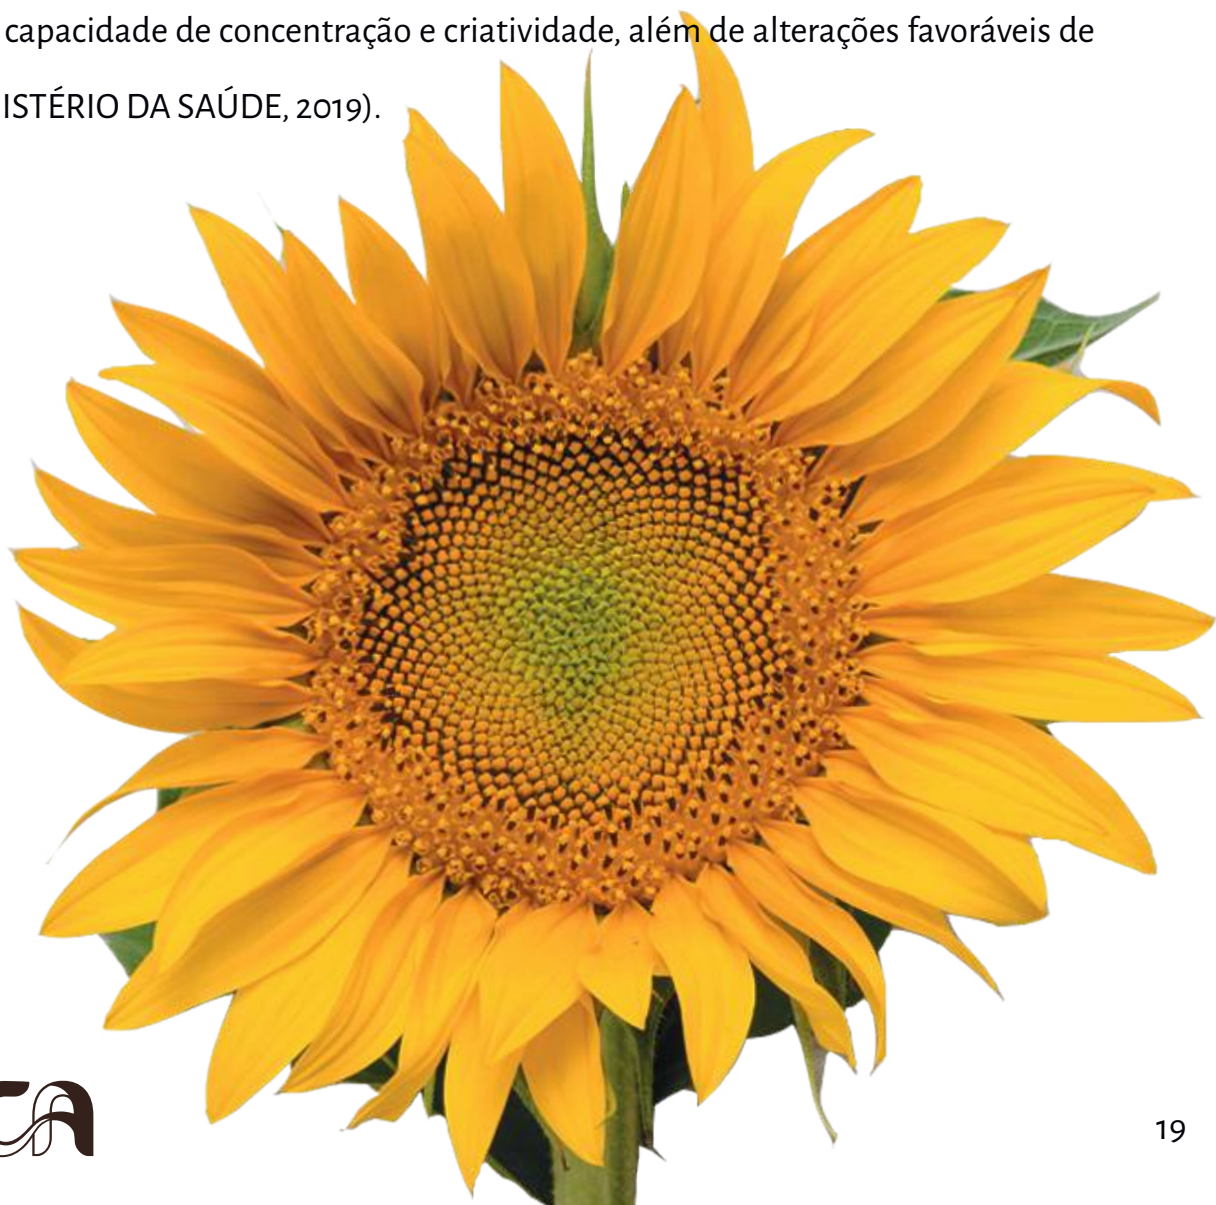 capacidade de concentração e criatividade, além de alterações favoráveis de
ISTÉRIO DA SAÚDE, 2019).
19